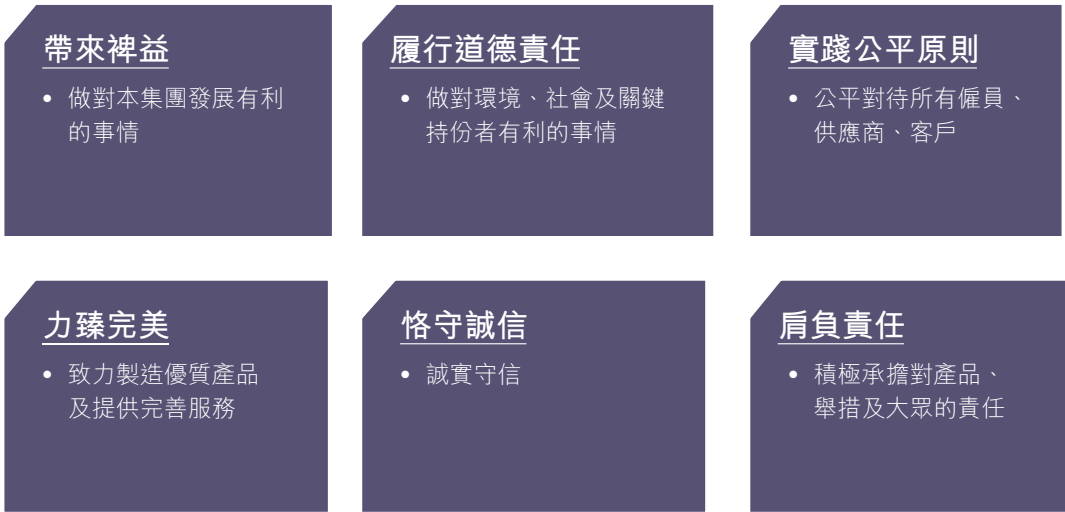 帶來裨益
• 做對本集團發展有利
的事情
履行道德責任
• 做對環境、社會及關鍵
持份者有利的事情
實踐公平原則
• 公平對待所有僱員、
供應商、客戶
力臻完美
• 致力製造優質產品
及提供完善服務
恪守誠信
• 誠實守信
肩負責任
• 積極承擔對產品、
舉措及大眾的責任